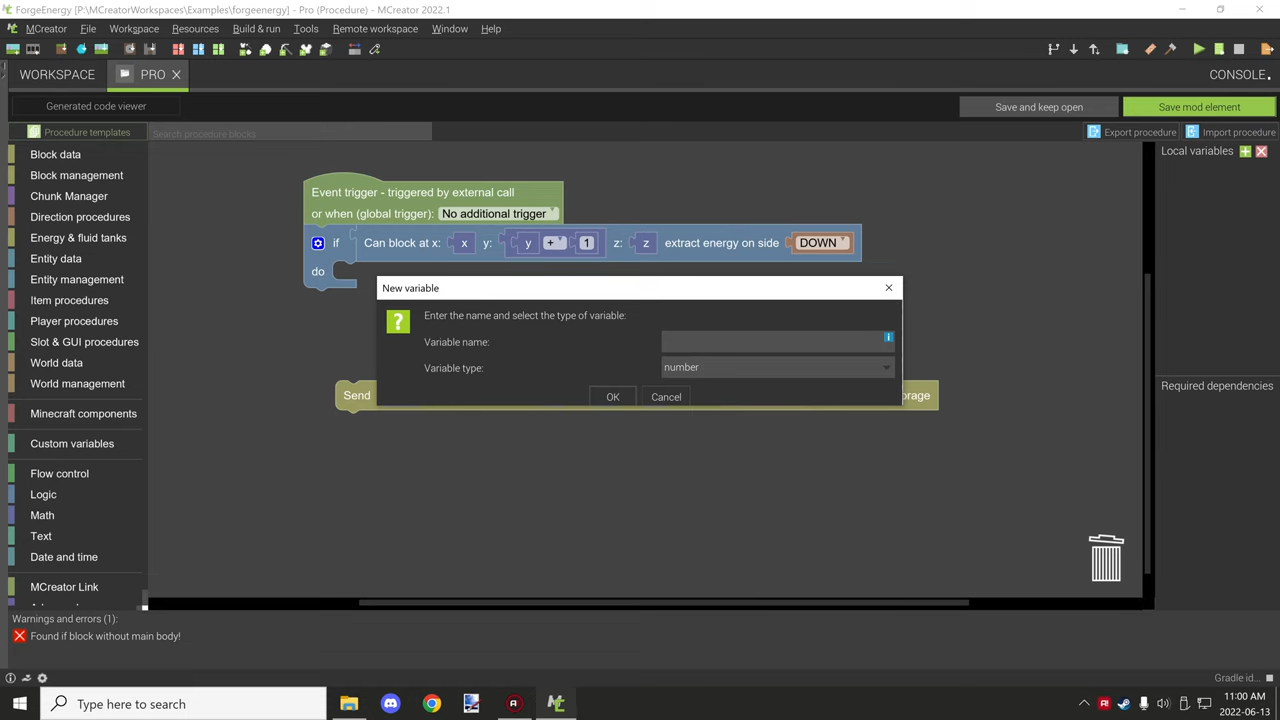 ForgeEnergy [P:\MCreatorWorkspaces\Examples\forgeenergy] - Pro (Procedure) - MCreator 2022.1
MCreator File Workspace Resources Build & run Tools Remote workspace Window Help
WORKSPACE PRO CONSOLE
Generated code viewer Save and keep open Save mod element
Procedure templates Search procedure blocks Export procedure Import procedure
Local variables
Block data
Block management
Chunk Manager
Direction procedures
Energy & fluid tanks
Entity data
Entity management
Item procedures
Player procedures
Slot & GUI procedures
World data
World management
Minecraft components
Custom variables
Flow control
Logic
Math
Text
Date and time
MCreator Link
Event trigger - triggered by external call
or when (global trigger): No additional trigger
if Can block at x: x y: y + 1 z: z extract energy on side DOWN
do
New variable
Enter the name and select the type of variable:
Variable name:
Variable type: number
OK Cancel
Send
Required dependencies
Warnings and errors (1):
Found if block without main body!
Gradle id...
Type here to search
11:00 AM
2022-06-13